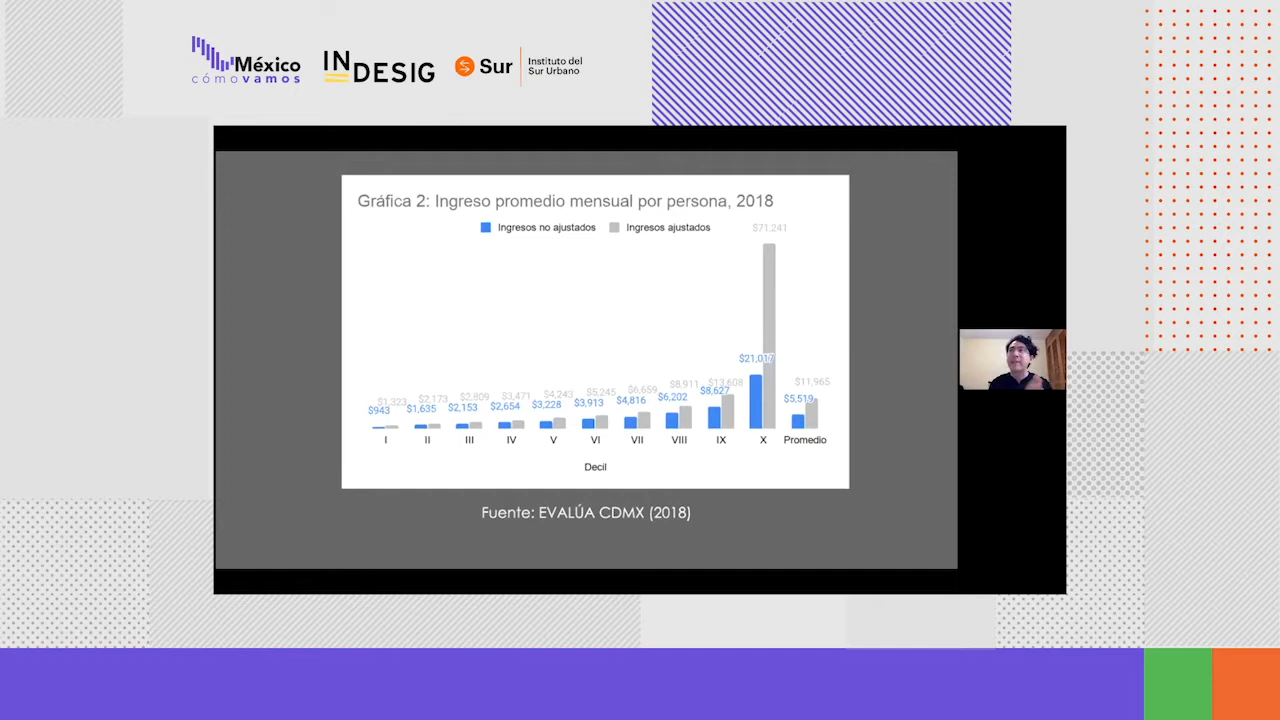 México
cómovamos
IN
DESIG
Sur
Instituto del
Sur Urbano
Gráfica 2: Ingreso promedio mensual por persona, 2018
Ingresos no ajustados
Ingresos ajustados
$71,241
$21,017
$1,323
$2,173
$2,809
$3,471
$4,243
$5,245
$6,659
$8,911
$13,608
$11,965
$943
$1,635
$2,153
$2,654
$3,228
$3,913
$4,816
$6,202
$8,627
$5,519
I II III IV V VI VII VIII IX X Promedio
Decil
Fuente: EVALÚA CDMX (2018)